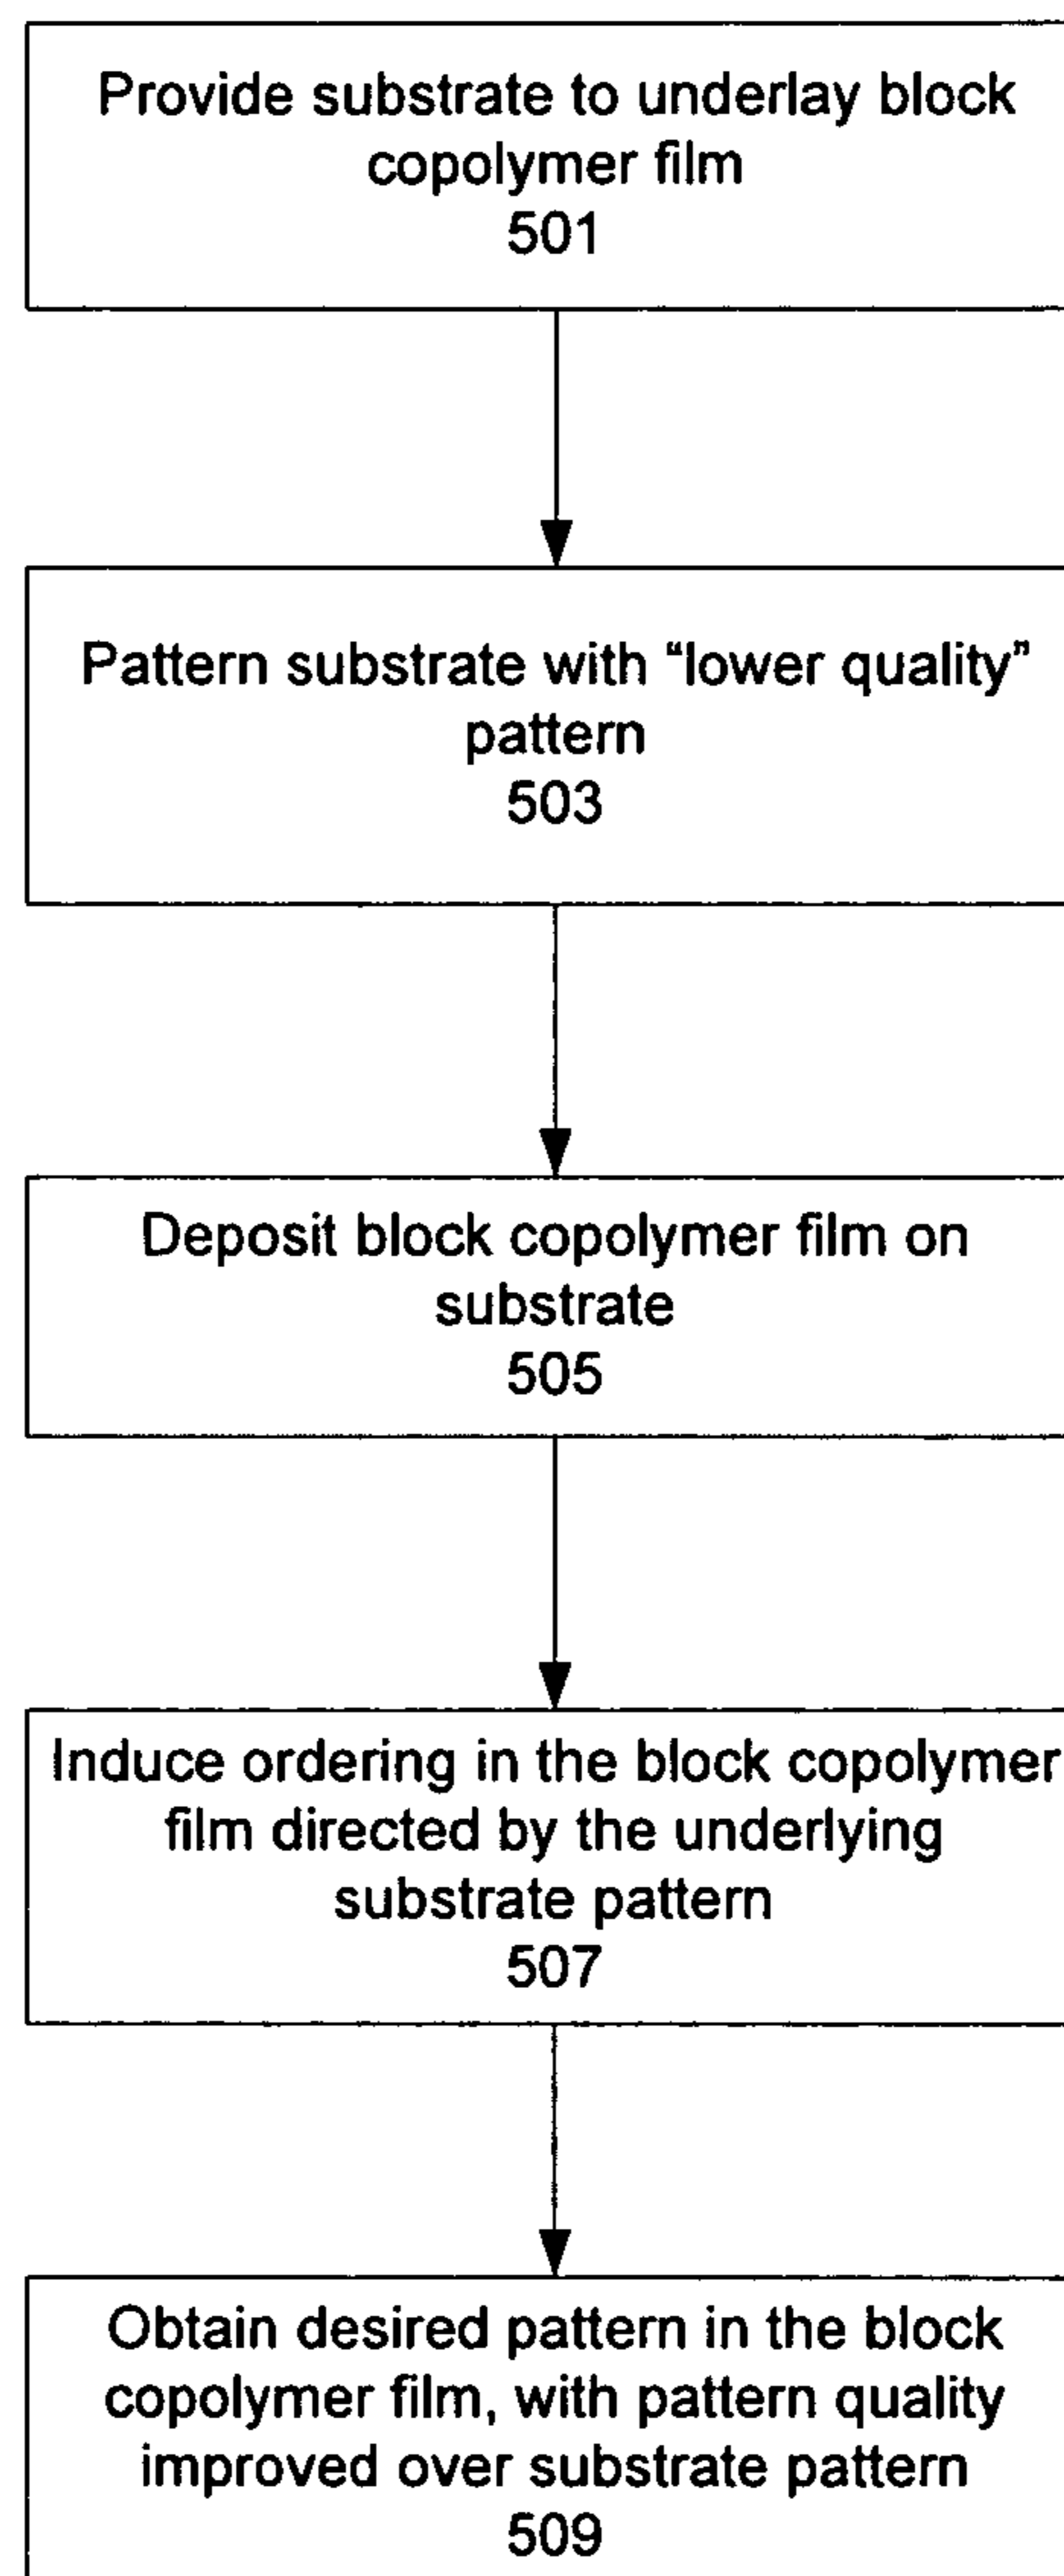 Provide substrate to underlay block
copolymer film
501
Pattern substrate with “lower quality”
pattern
503
Deposit block copolymer film on
substrate
505
Induce ordering in the block copolymer
film directed by the underlying
substrate pattern
507
Obtain desired pattern in the block
copolymer film, with pattern quality
improved over substrate pattern
509